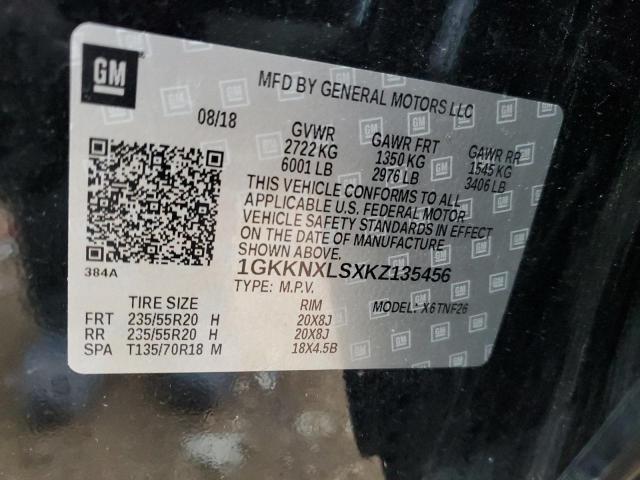 GM
MFD BY GENERAL MOTORS LLC
08/18
GVWR GAWR FRT GAWR RR
2722 KG 1350 KG 1545 KG
6001 LB 2976 LB 3406 LB
THIS VEHICLE CONFORMS TO ALL
APPLICABLE U.S. FEDERAL MOTOR
VEHICLE SAFETY STANDARDS IN EFFECT
ON THE DATE OF MANUFACTURE
SHOWN ABOVE.
384A
1GKKNXLSXKZ135456
TYPE: M.P.V. MODEL: X6TNF26
TIRE SIZE RIM
FRT 235/55R20 H 20X8J
RR 235/55R20 H 20X8J
SPA T135/70R18 M 18X4.5B